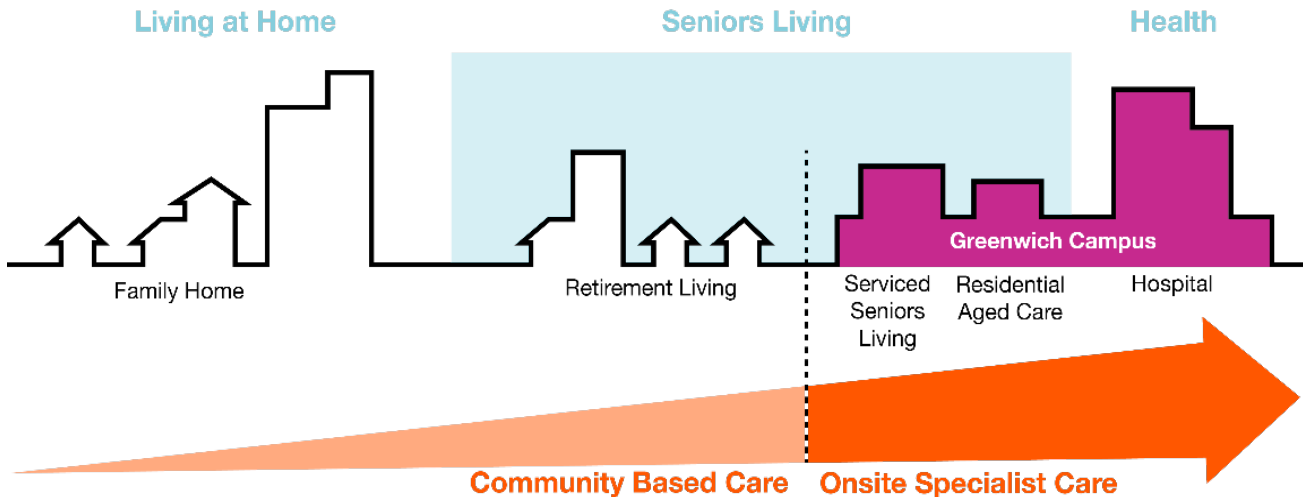 Living at Home
Seniors Living
Health
Greenwich Campus
Family Home
Retirement Living
Serviced
Seniors
Living
Residential
Aged Care
Hospital
Community Based Care
Onsite Specialist Care